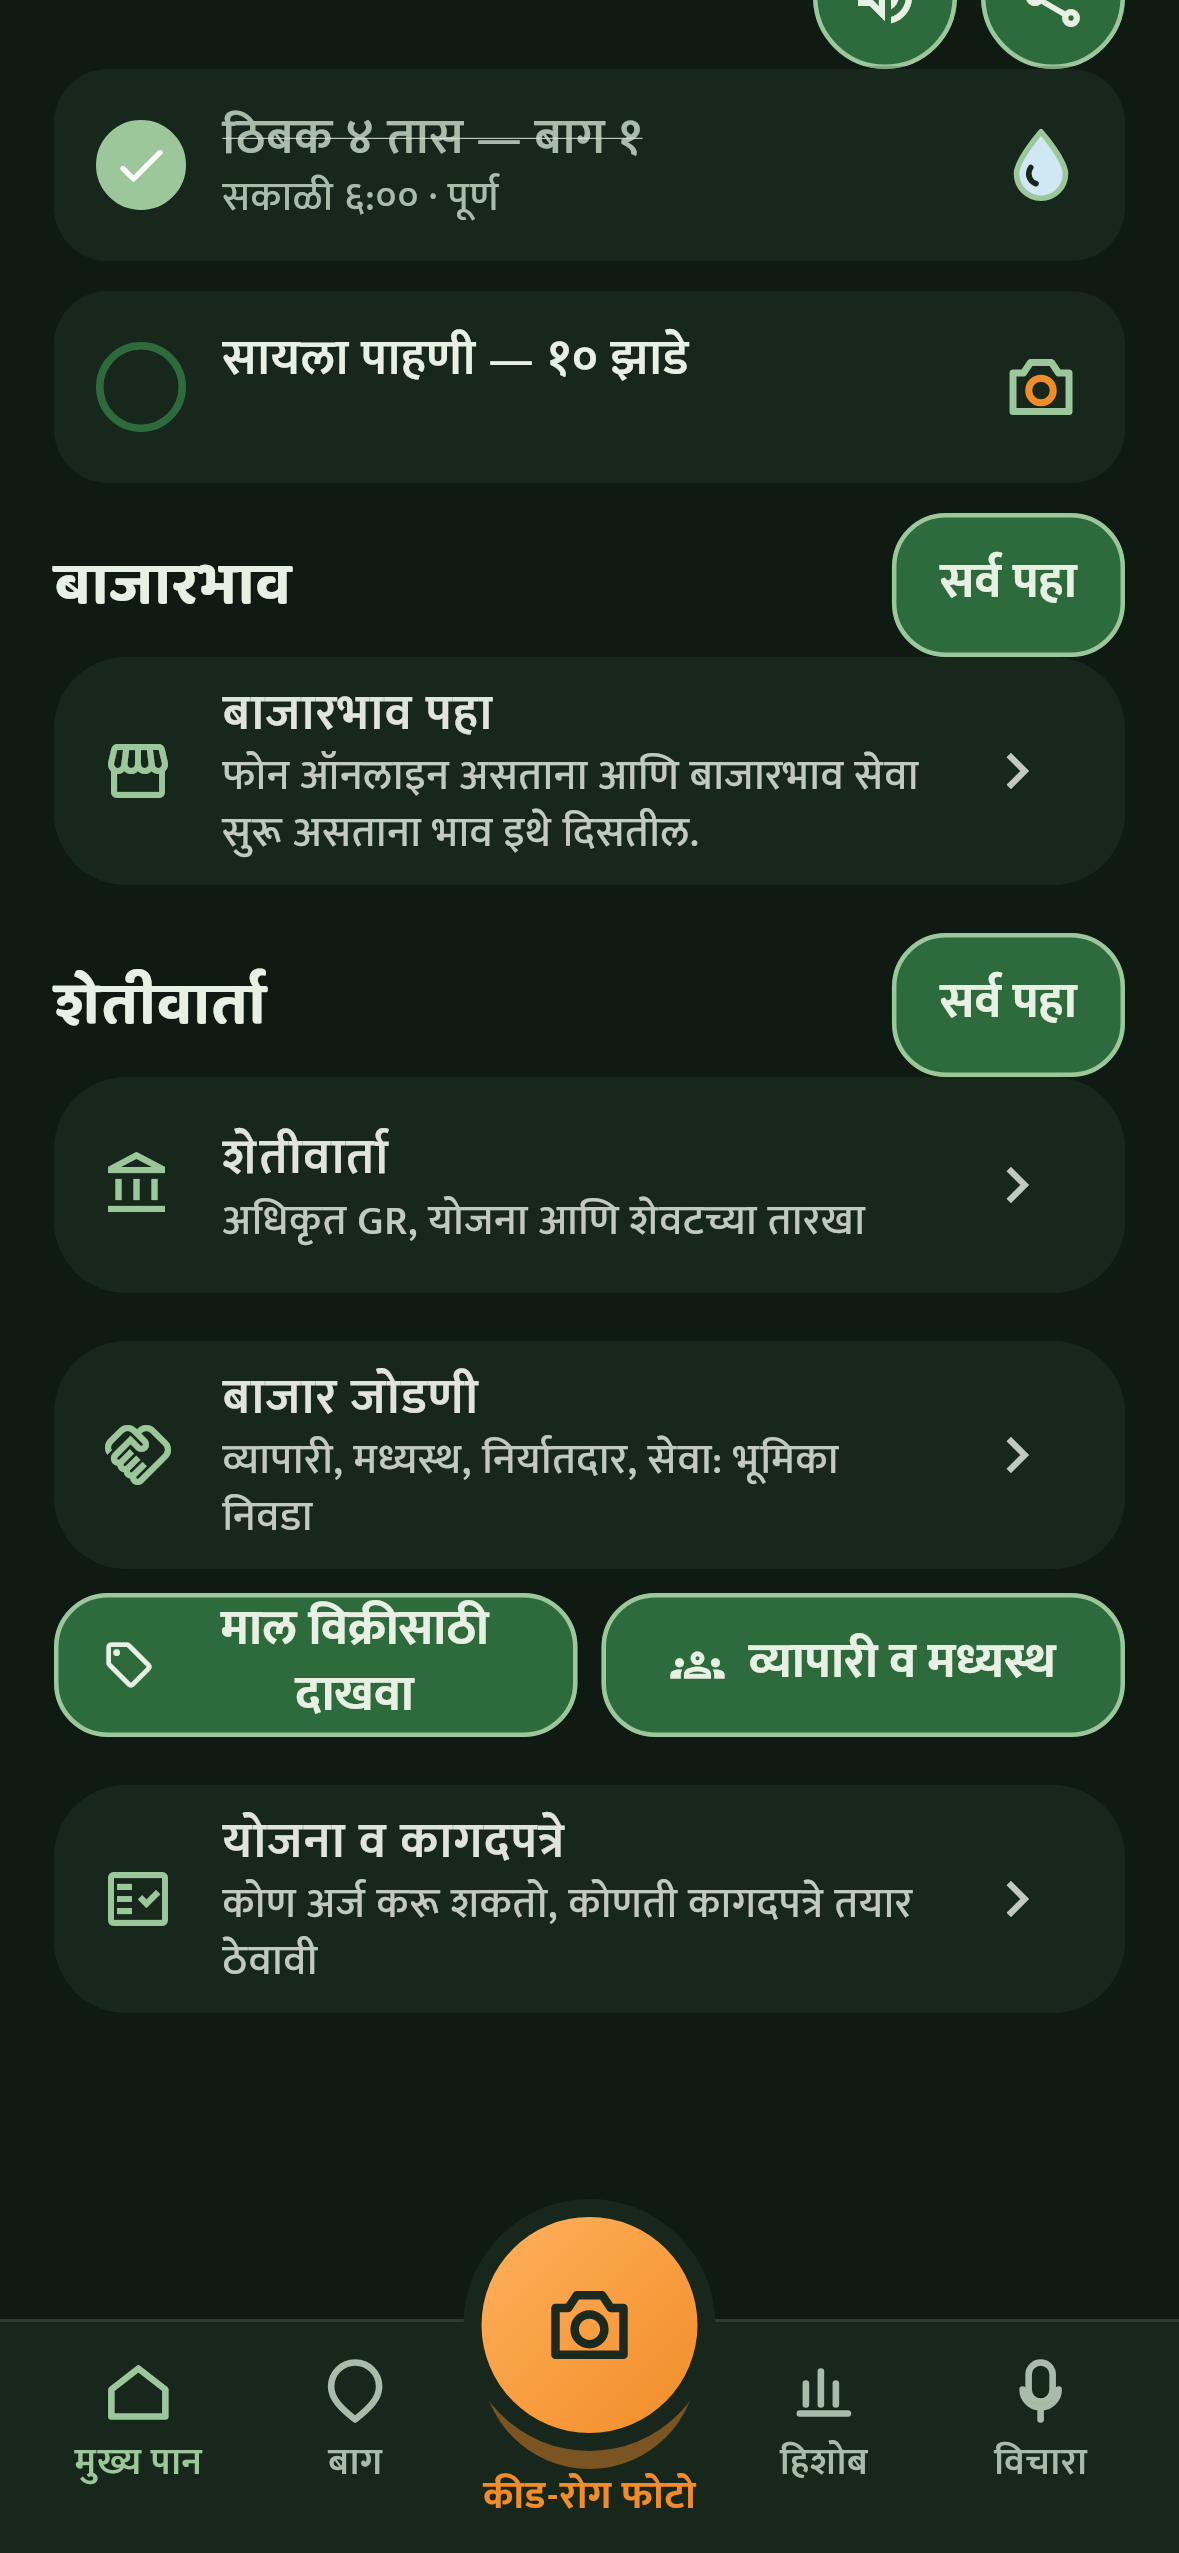 ठिबक ४ तास — बाग १
सकाळी ६:०० · पूर्ण
सायला पाहणी — १० झाडे
बाजारभाव
सर्व पहा
बाजारभाव पहा
फोन ऑनलाइन असताना आणि बाजारभाव सेवा
सुरू असताना भाव इथे दिसतील.
शेतीवार्ता
सर्व पहा
शेतीवार्ता
अधिकृत GR, योजना आणि शेवटच्या तारखा
बाजार जोडणी
व्यापारी, मध्यस्थ, निर्यातदार, सेवा: भूमिका
निवडा
माल विक्रीसाठी
दाखवा
व्यापारी व मध्यस्थ
योजना व कागदपत्रे
कोण अर्ज करू शकतो, कोणती कागदपत्रे तयार
ठेवावी
मुख्य पान
बाग
कीड-रोग फोटो
हिशोब
विचारा